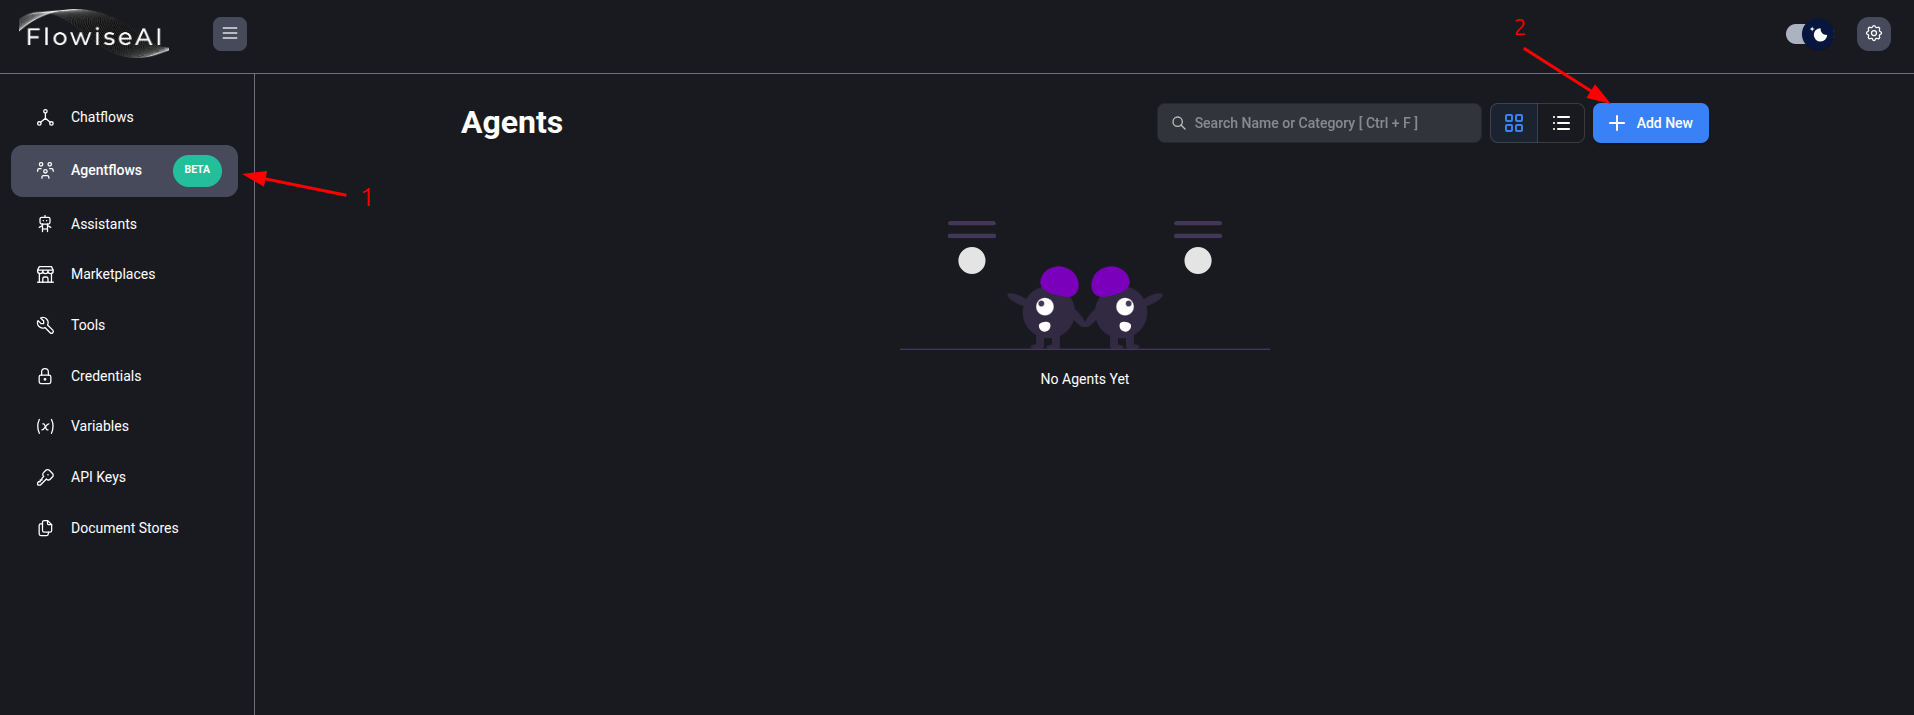 FlowiseAI
2
Agents
Search Name or Category [ Ctrl + F ]
Add New
Chatflows
Agentflows BETA
1
Assistants
Marketplaces
Tools
Credentials
(x) Variables
API Keys
Document Stores
No Agents Yet